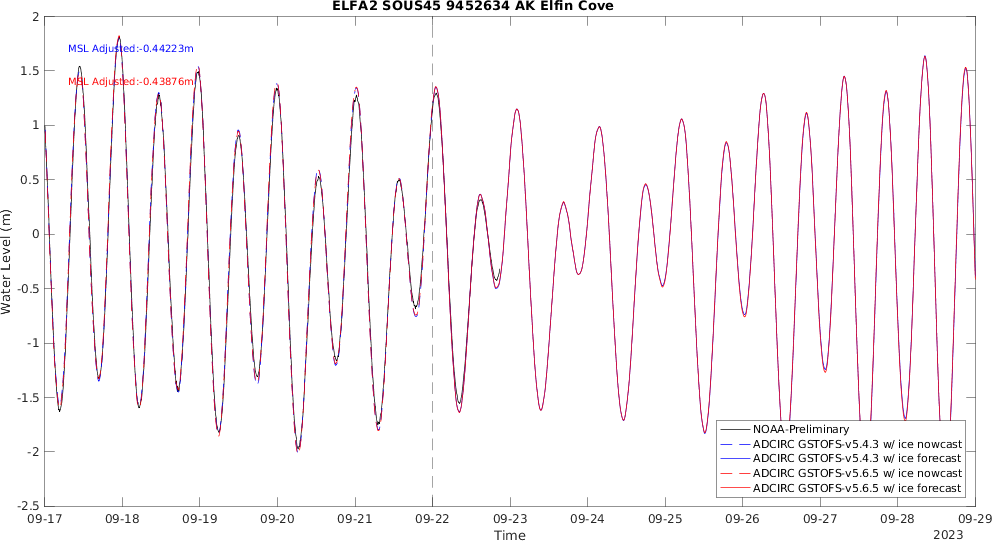 ELFA2 SOUS45 9452634 AK Elfin Cove
MSL Adjusted:-0.44223m
MSL Adjusted:-0.43876m
Water Level (m)
2
1.5
1
0.5
0
-0.5
-1
-1.5
-2
-2.5
NOAA-Preliminary
ADCIRC GSTOFS-v5.4.3 w/ ice nowcast
ADCIRC GSTOFS-v5.4.3 w/ ice forecast
ADCIRC GSTOFS-v5.6.5 w/ ice nowcast
ADCIRC GSTOFS-v5.6.5 w/ ice forecast
09-17 09-18 09-19 09-20 09-21 09-22 09-23 09-24 09-25 09-26 09-27 09-28 09-29
Time
2023